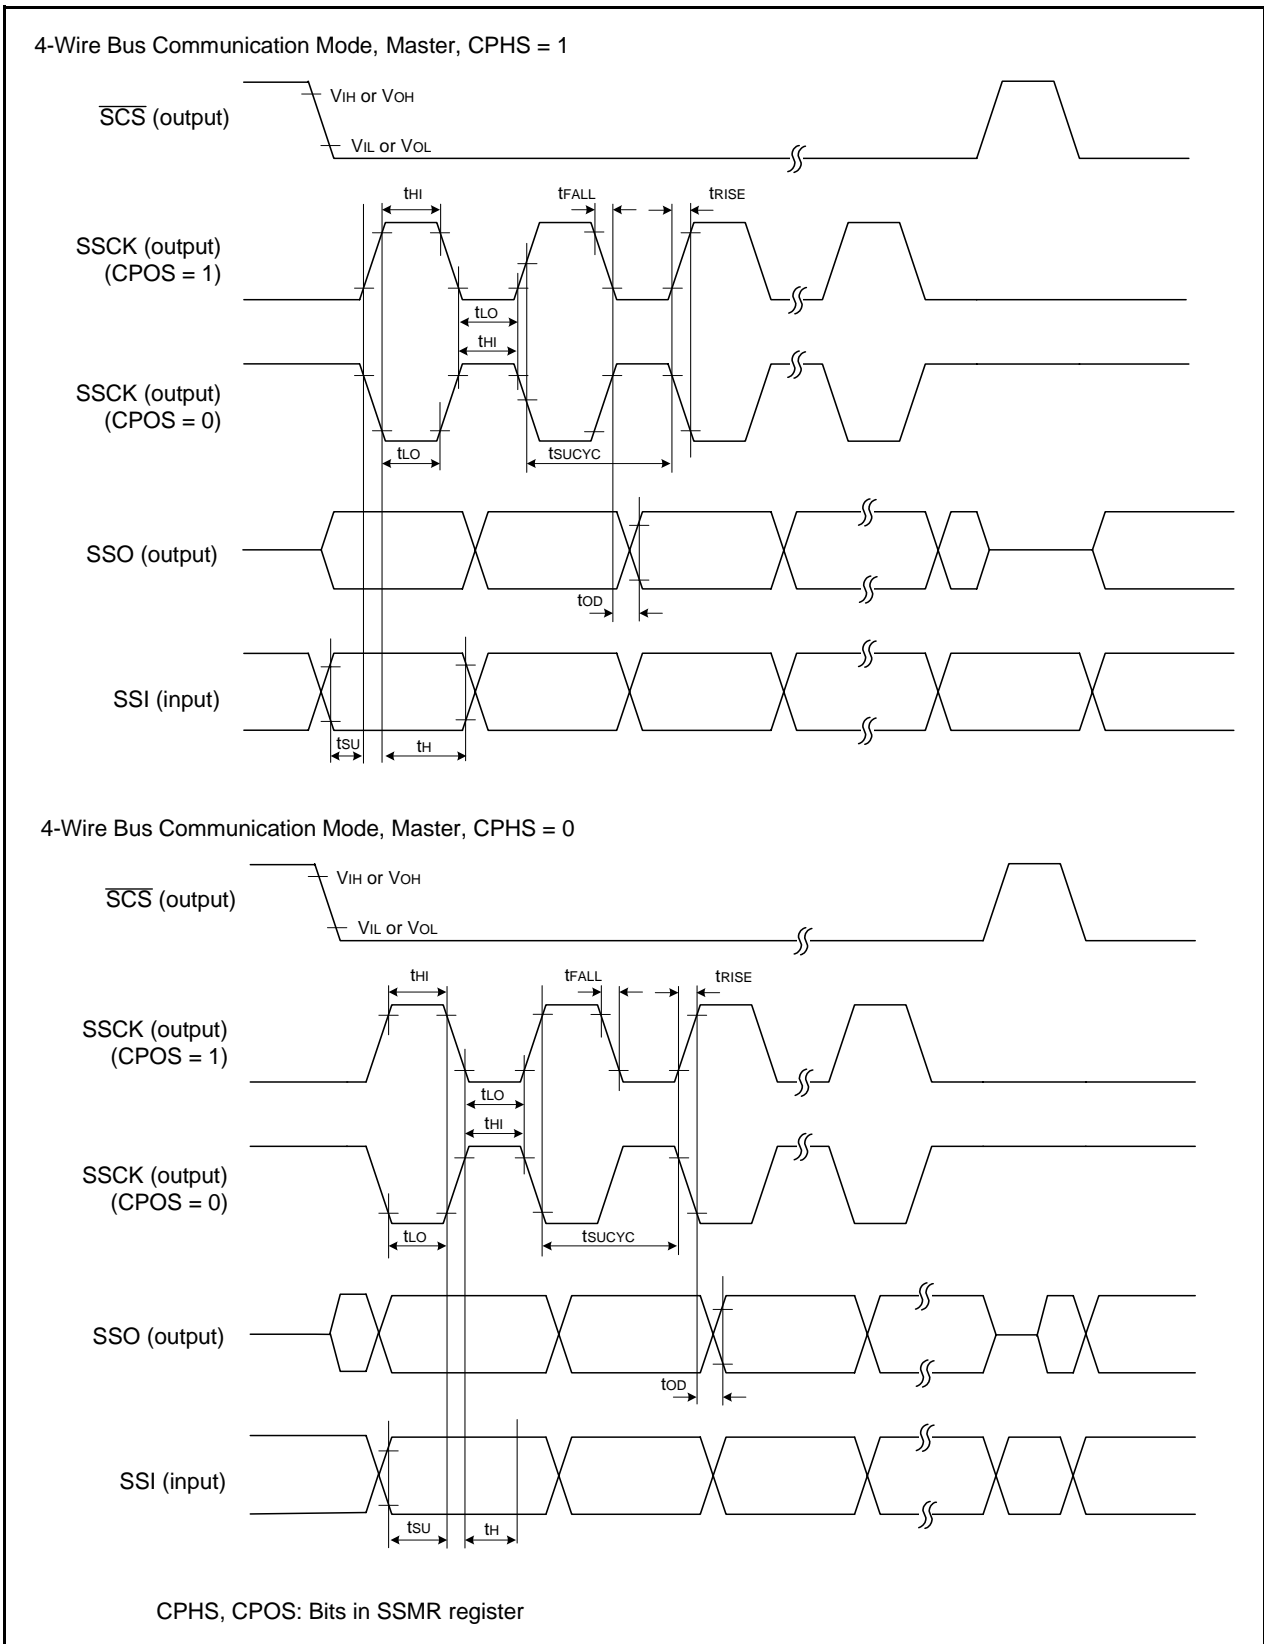 4-Wire Bus Communication Mode, Master, CPHS = 1
VIH or VOH
SCS (output)
VIL or VOL
tHI
tFALL
tRISE
SSCK (output)
(CPOS = 1)
tLO
tHI
SSCK (output)
(CPOS = 0)
tLO
tSUCYC
SSO (output)
tOD
SSI (input)
tSU
tH
4-Wire Bus Communication Mode, Master, CPHS = 0
VIH or VOH
SCS (output)
VIL or VOL
tHI
tFALL
tRISE
SSCK (output)
(CPOS = 1)
tLO
tHI
SSCK (output)
(CPOS = 0)
tLO
tSUCYC
SSO (output)
tOD
SSI (input)
tSU
tH
CPHS, CPOS: Bits in SSMR register